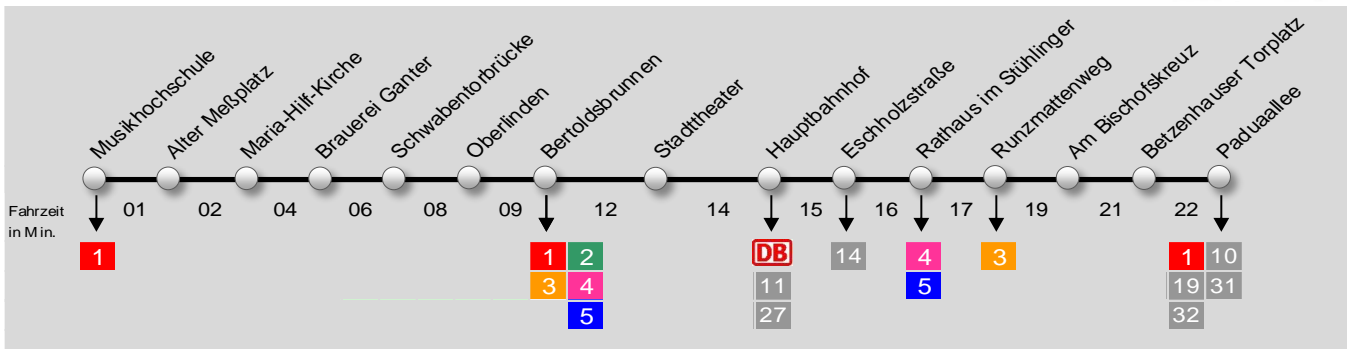 Musikhochschule
Alter Meßplatz
Maria-Hilf-Kirche
Brauerei Ganter
Schwabentorbrücke
Oberlinden
Bertoldsbrunnen
Stadttheater
Hauptbahnhof
Eschholzstraße
Rathaus im Stühlinger
Runzmattenweg
Am Bischofskreuz
Betzenhauser Torplatz
Paduaallee
Fahrzeit 01 02 04 06 08 09 12 14 15 16 17 19 21 22
in Min.
1 1 2 DB 14 4 3 1 10
3 4 11 5 19 31
5 27 32